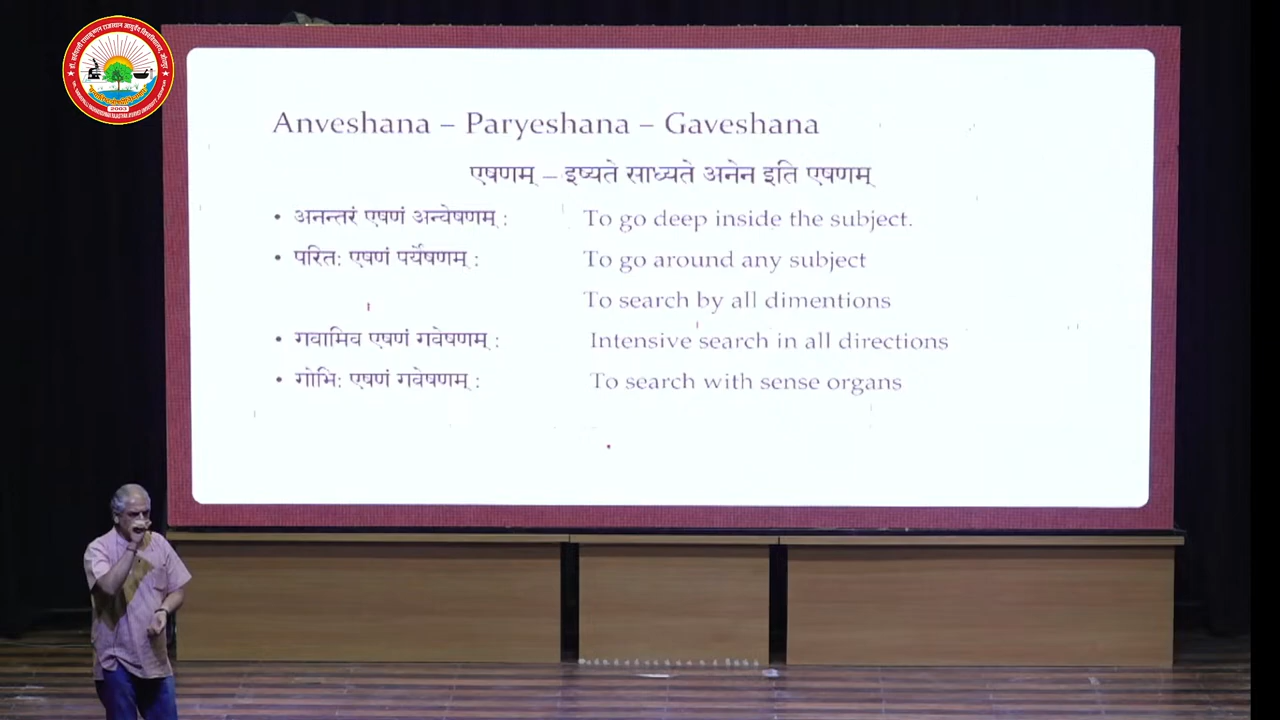 Anveshana – Paryeshana – Gaveshana
एषणम् – इष्यते साध्यते अनेन इति एषणम्
• अनन्तरं एषणं अन्वेषणम् : To go deep inside the subject.
• परितः एषणं पर्येषणम् : To go around any subject
To search by all dimentions
• गवामिव एषणं गवेषणम् : Intensive search in all directions
• गोभिः एषणं गवेषणम् : To search with sense organs
2003